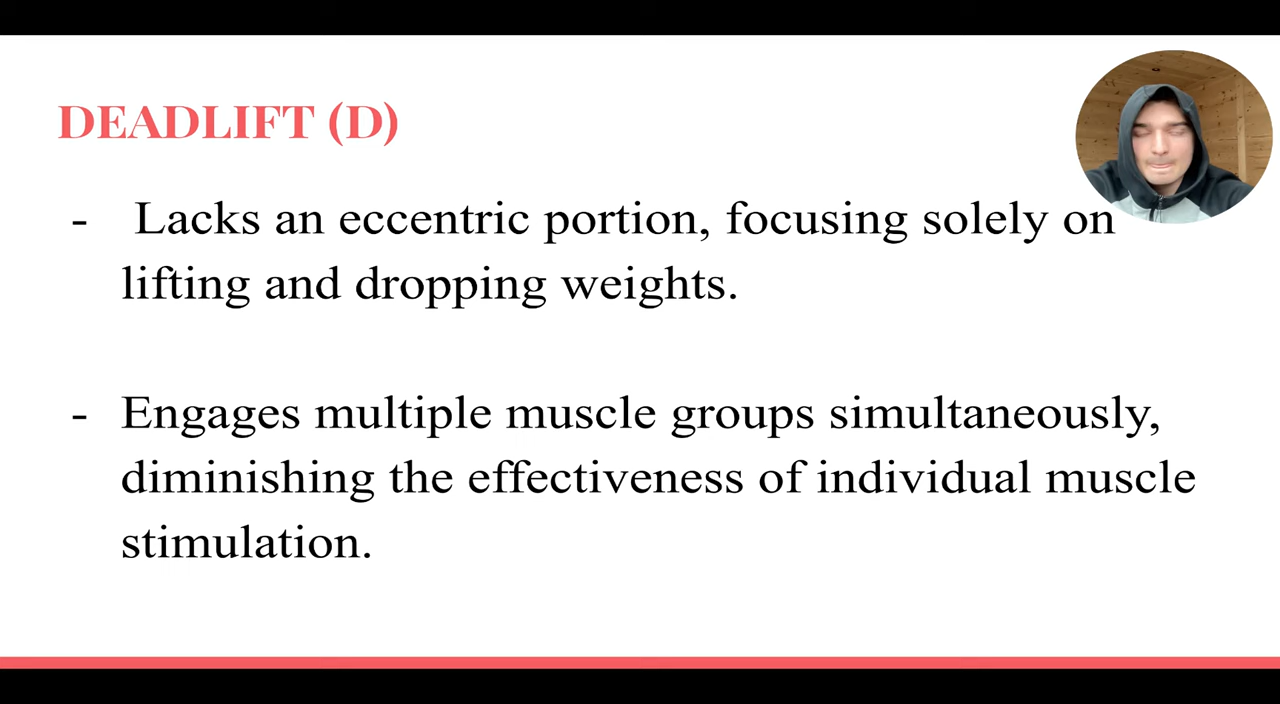 DEADLIFT (D)
- Lacks an eccentric portion, focusing solely on
lifting and dropping weights.
- Engages multiple muscle groups simultaneously,
diminishing the effectiveness of individual muscle
stimulation.